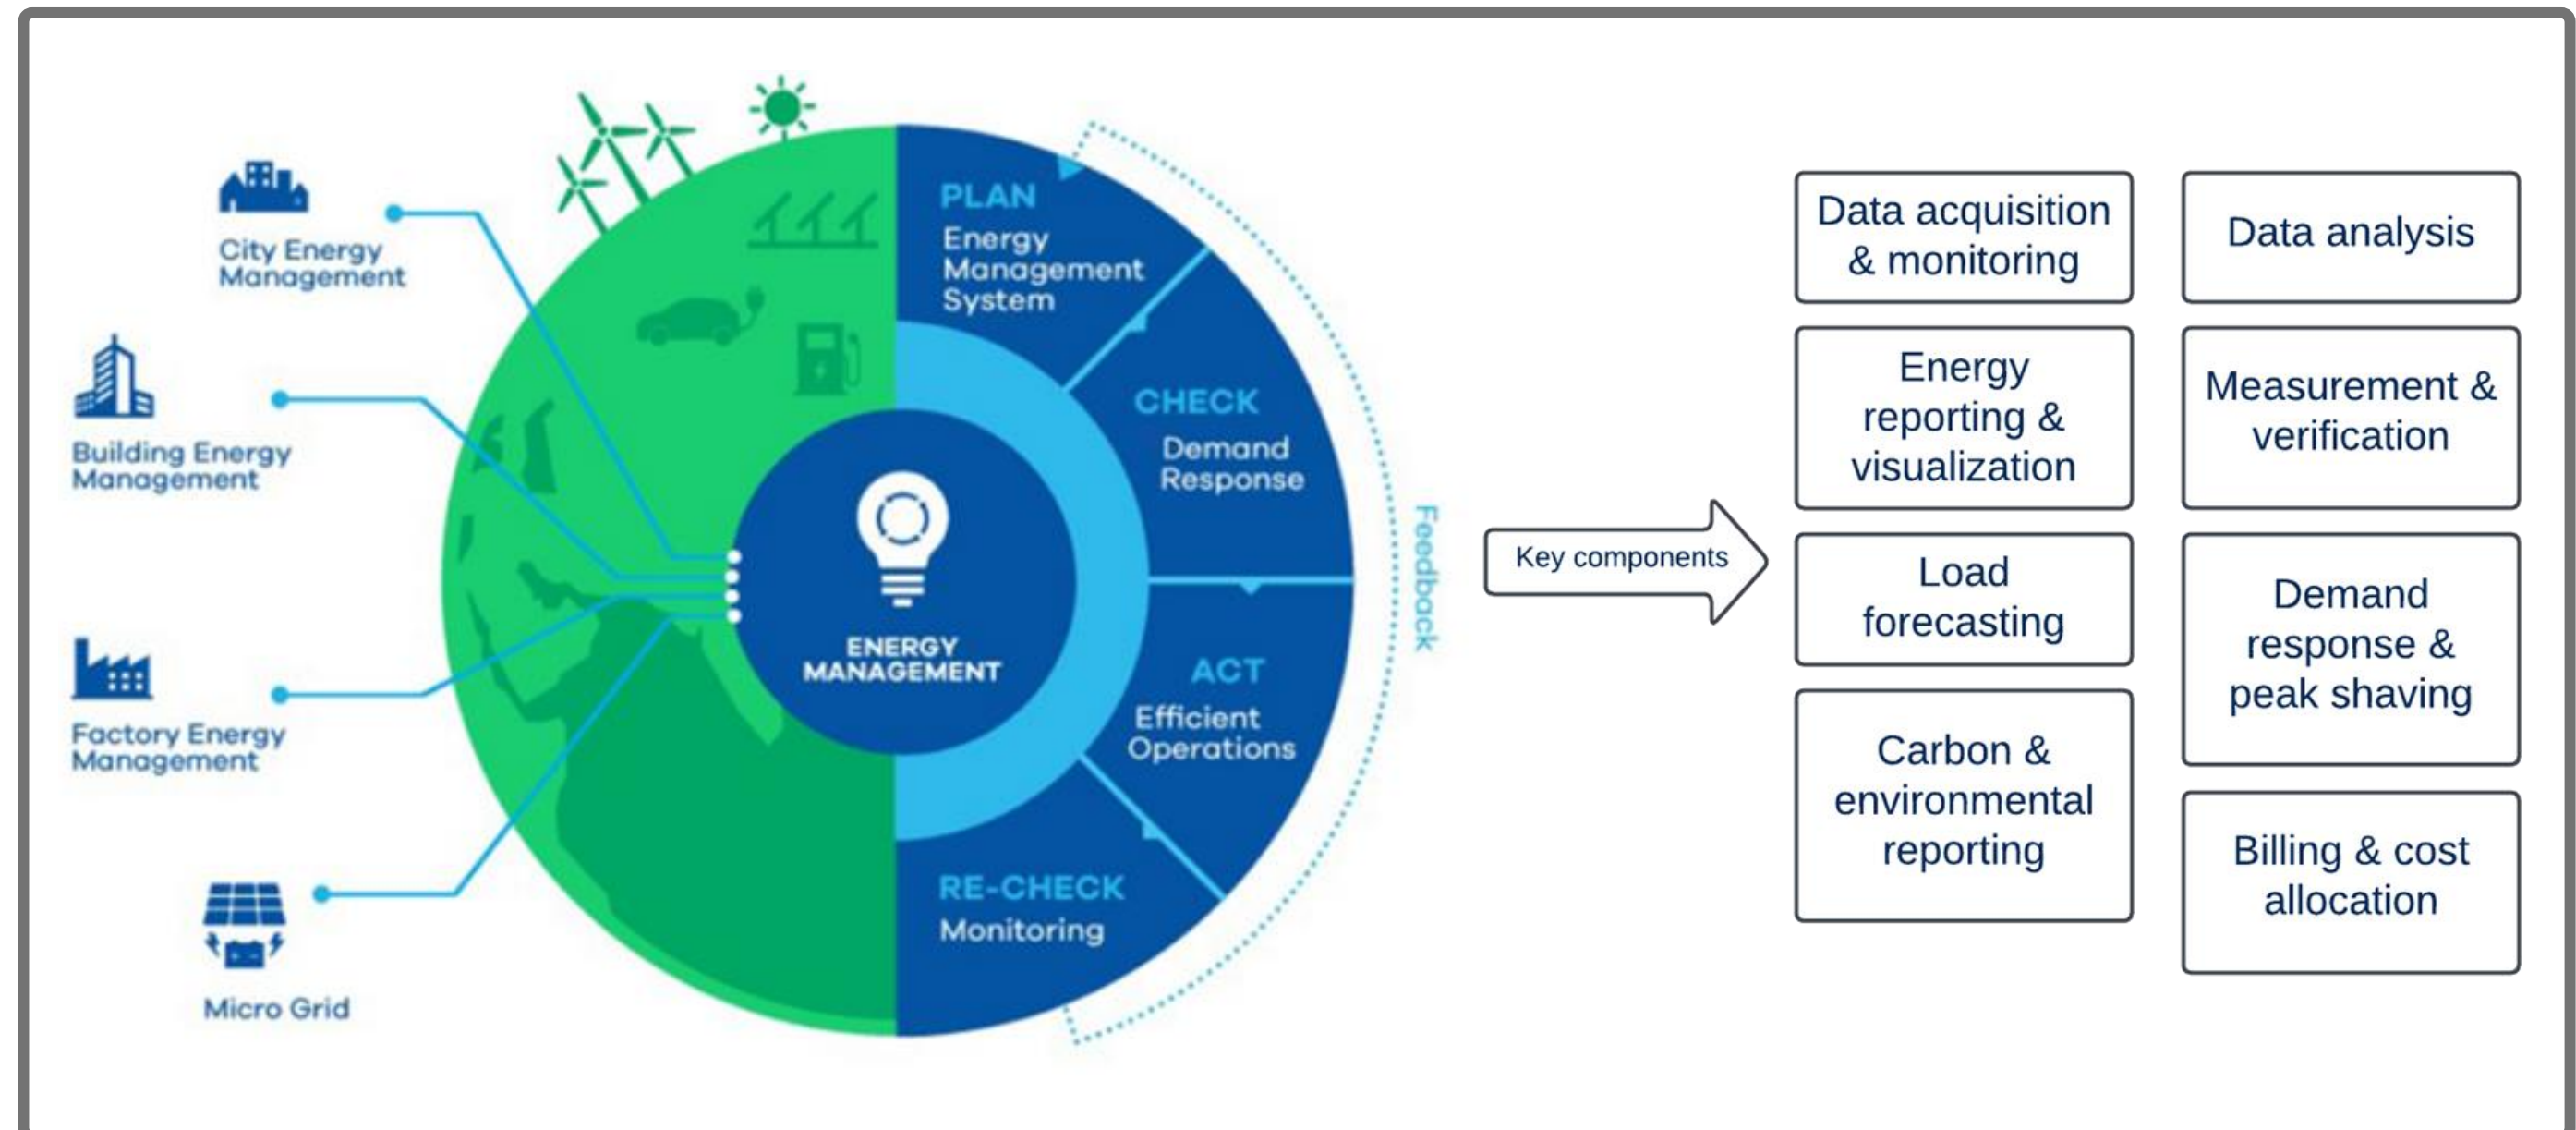 City Energy
Management
Building Energy
Management
Factory Energy
Management
Micro Grid
ENERGY
MANAGEMENT
PLAN
Energy
Management
System
CHECK
Demand
Response
ACT
Efficient
Operations
RE-CHECK
Monitoring
Feedback
Key components
Data acquisition
& monitoring
Data analysis
Energy
reporting &
visualization
Measurement &
verification
Load
forecasting
Demand
response &
peak shaving
Carbon &
environmental
reporting
Billing & cost
allocation